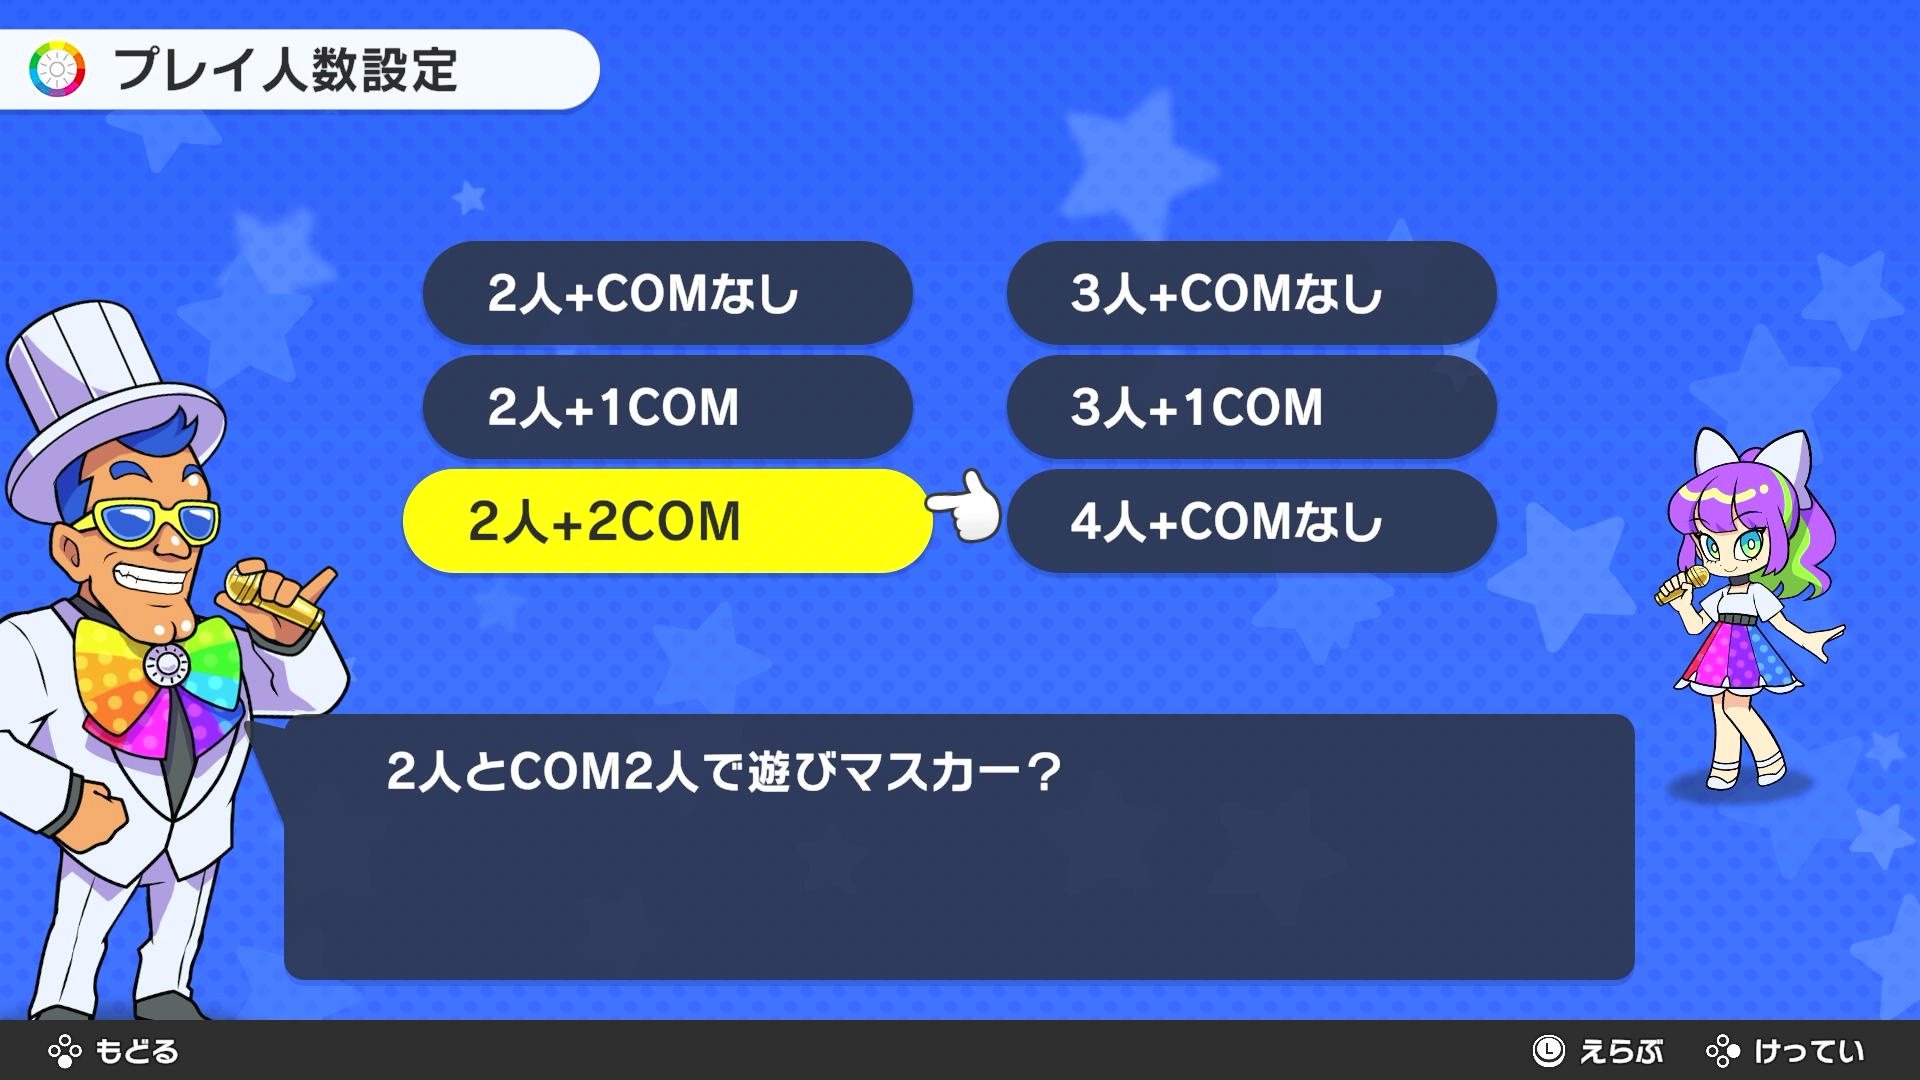 プレイ人数設定
2人+COMなし
3人+COMなし
2人+1COM
3人+1COM
2人+2COM
4人+COMなし
2人とCOM2人で遊びマスカー？
もどる
L えらぶ けってい